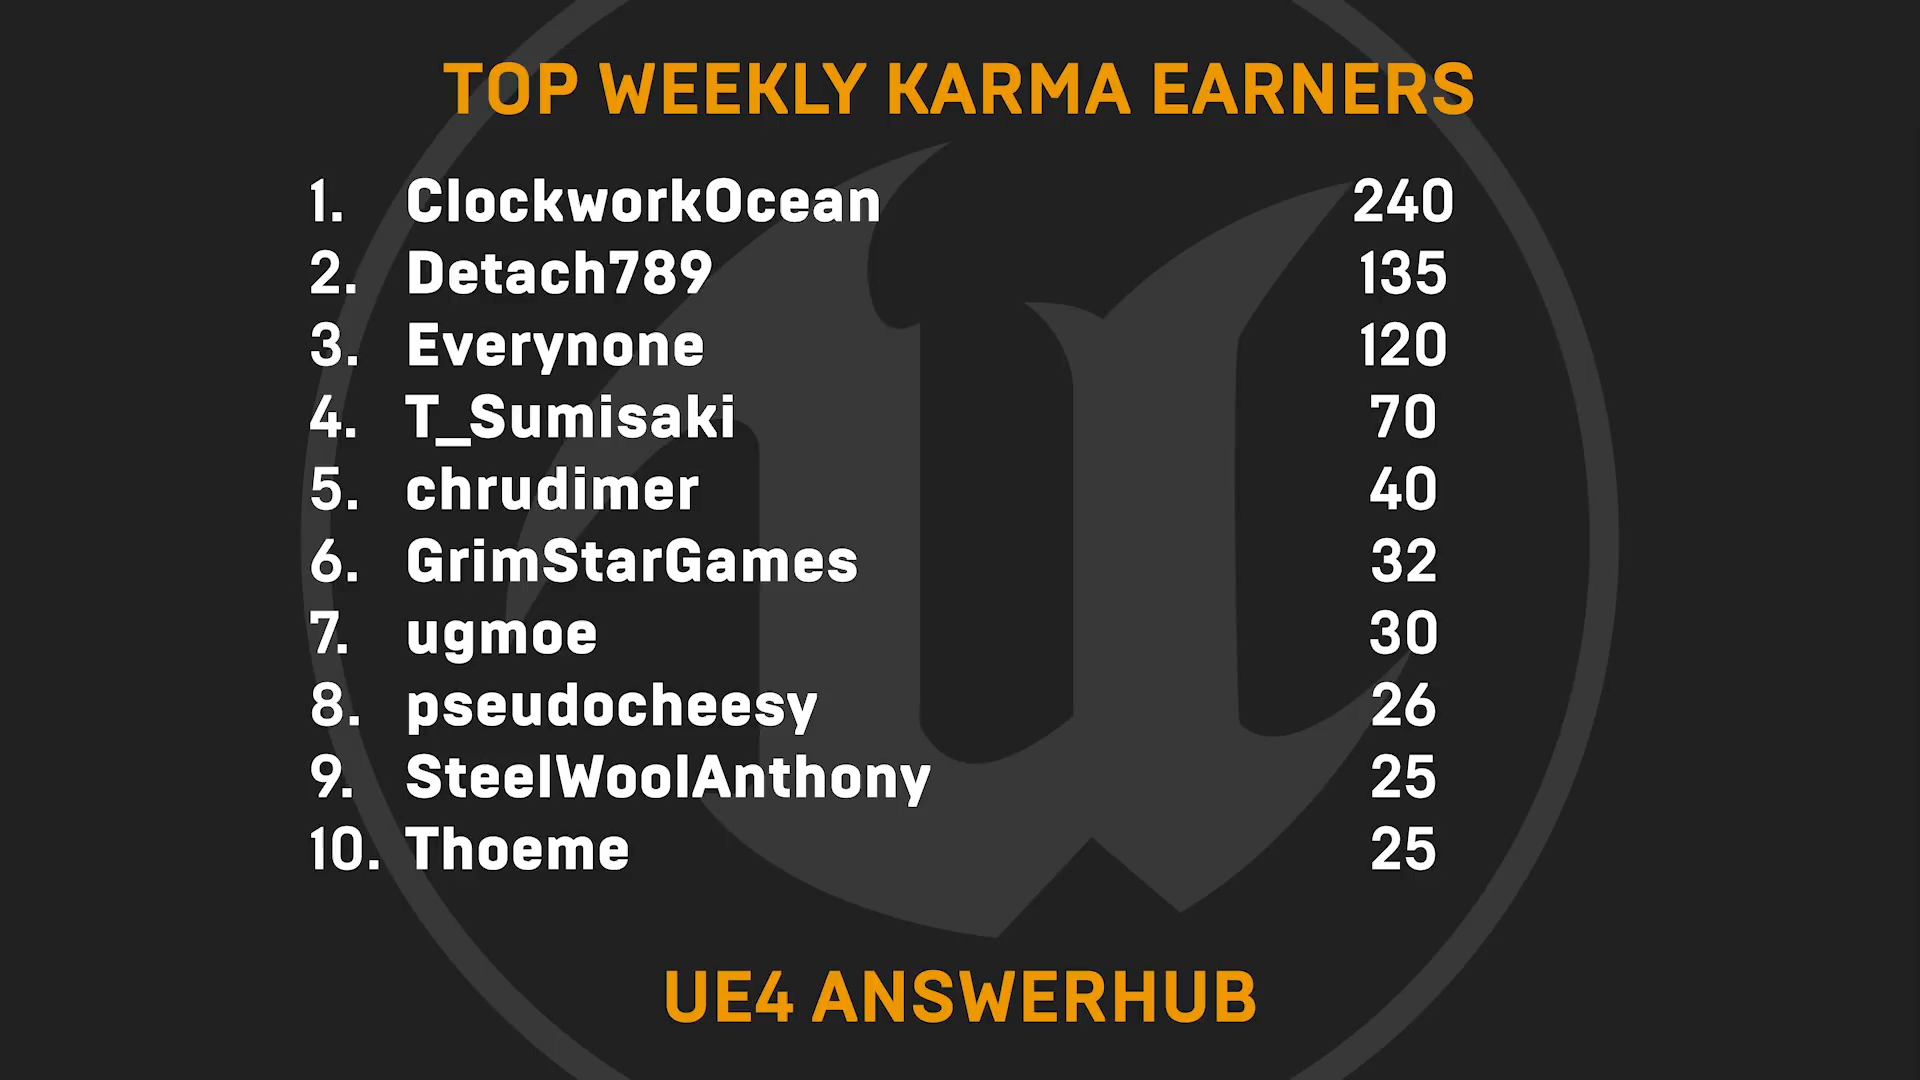 TOP WEEKLY KARMA EARNERS
1. ClockworkOcean 240
2. Detach789 135
3. Everynone 120
4. T_Sumisaki 70
5. chrudimer 40
6. GrimStarGames 32
7. ugmoe 30
8. pseudocheesy 26
9. SteelWoolAnthony 25
10. Thoeme 25
UE4 ANSWERHUB